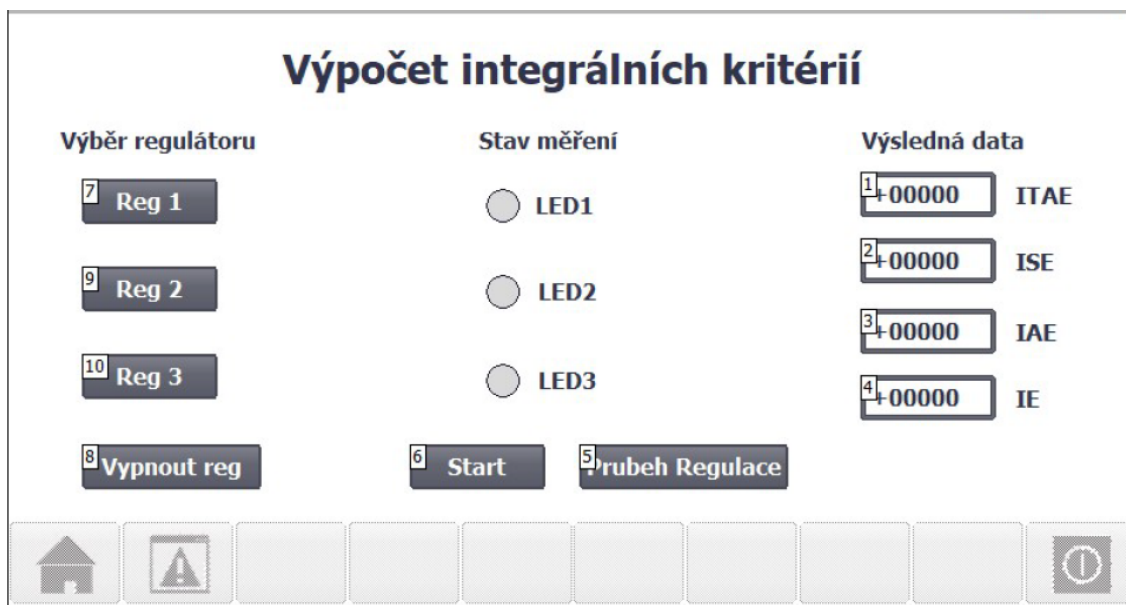 Výpočet integrálních kritérií
Výběr regulátoru
Stav měření
Výsledná data
7 Reg 1
LED1
1 +00000 ITAE
9 Reg 2
LED2
2 +00000 ISE
3 +00000 IAE
10 Reg 3
LED3
4 +00000 IE
8 Vypnout reg
6 Start
5 Prubeh Regulace